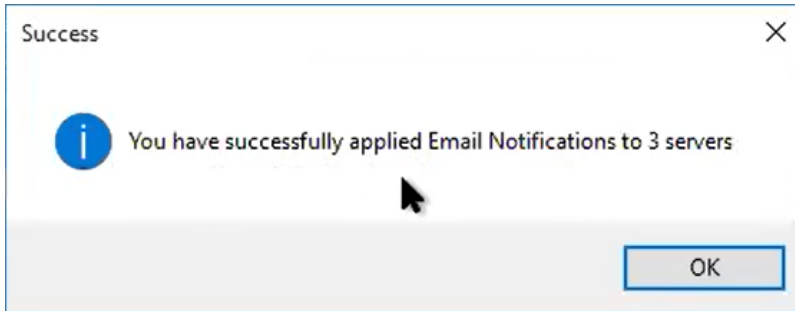 Success
You have successfully applied Email Notifications to 3 servers
OK